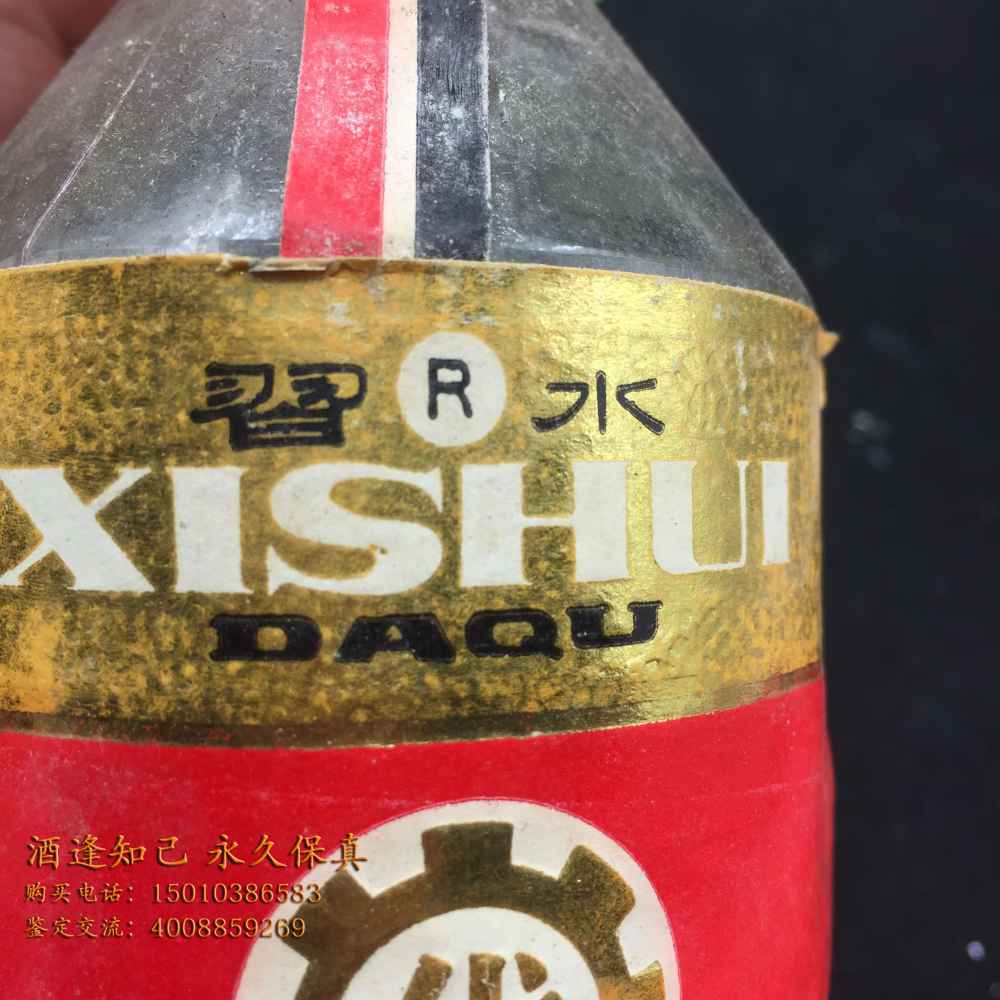 習 R 水
XISHUI
DAQU
酒逢知己 永久保真
购买电话：15010386583
鉴定交流：4008859269